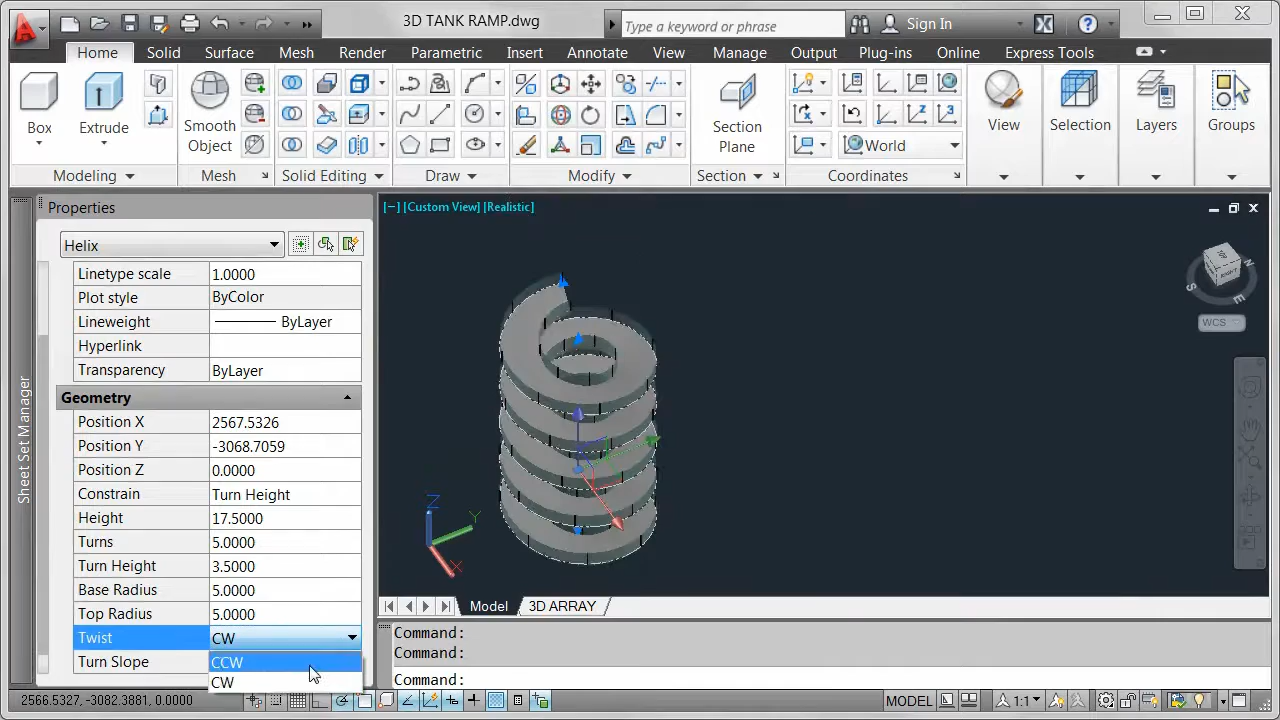 3D TANK RAMP.dwg
Type a keyword or phrase
Sign In
Home Solid Surface Mesh Render Parametric Insert Annotate View Manage Output Plug-ins Online Express Tools
Box
Extrude
Smooth
Object
Section
Plane
World
View
Selection
Layers
Groups
Modeling Mesh Solid Editing Draw Modify Section Coordinates
Properties
Helix
Linetype scale 1.0000
Plot style ByColor
Lineweight ByLayer
Hyperlink
Transparency ByLayer
Geometry
Position X 2567.5326
Position Y -3068.7059
Position Z 0.0000
Constrain Turn Height
Height 17.5000
Turns 5.0000
Turn Height 3.5000
Base Radius 5.0000
Top Radius 5.0000
Twist CW
Turn Slope
CCW
CW
Sheet Set Manager
[−] [Custom View] [Realistic]
N
S
E
WCS
Z
Y
X
Model 3D ARRAY
Command:
Command:
Command:
2566.5327, -3082.3881, 0.0000
MODEL
1:1